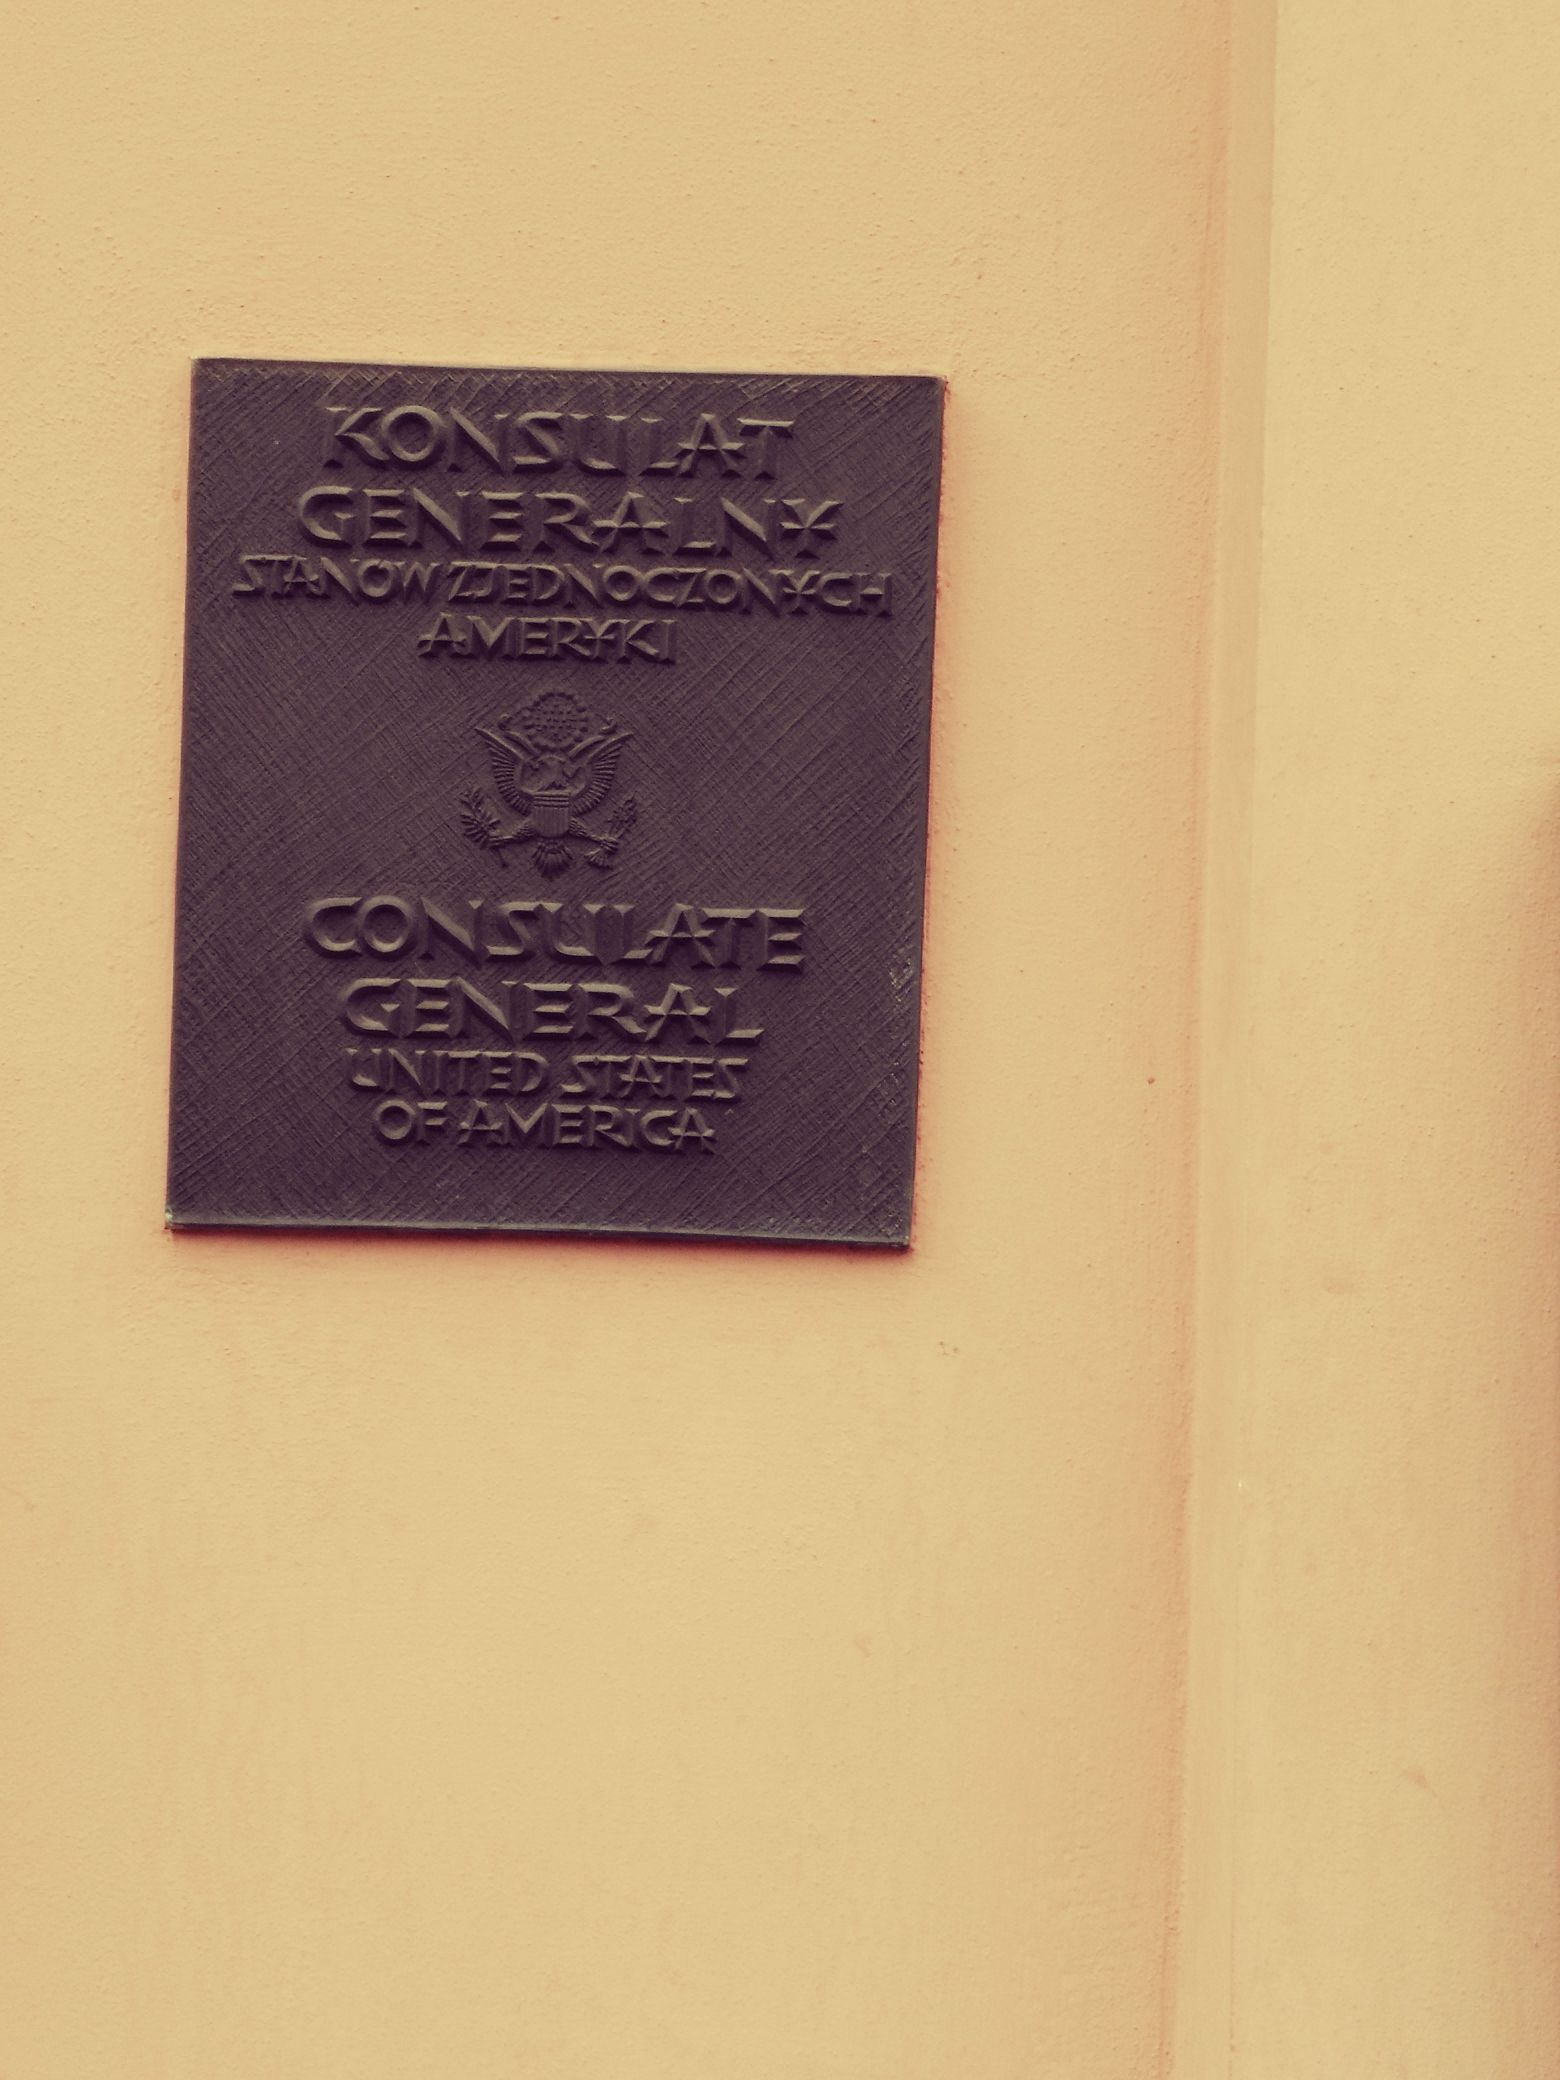 KONSULAT
GENERALNY
STANÓW ZJEDNOCZONYCH
AMERYKI
CONSULATE
GENERAL
UNITED STATES
OF AMERICA